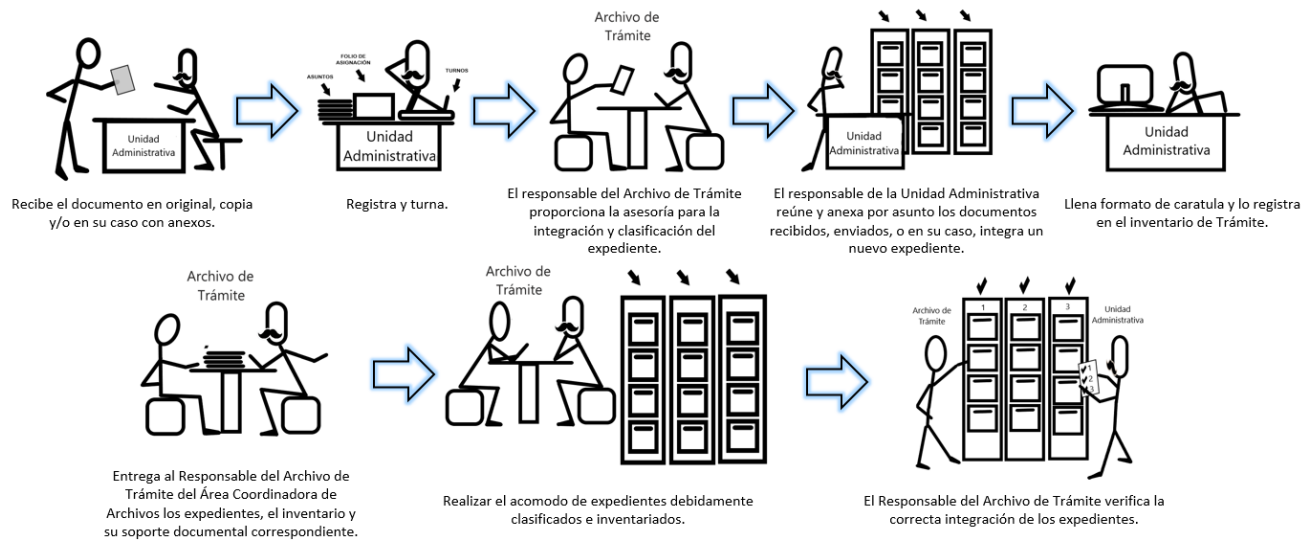 Unidad
Administrativa
Recibe el documento en original, copia
y/o en su caso con anexos.
ASUNTOS
FOLIO DE
ASIGNACIÓN
TURNOS
Unidad
Administrativa
Registra y turna.
Archivo de
Trámite
El responsable del Archivo de Trámite
proporciona la asesoría para la
integración y clasificación del
expediente.
Unidad
Administrativa
El responsable de la Unidad Administrativa
reúne y anexa por asunto los documentos
recibidos, enviados, o en su caso, integra un
nuevo expediente.
Unidad
Administrativa
Llena formato de caratula y lo registra
en el inventario de Trámite.
Archivo de
Trámite
Entrega al Responsable del Archivo de
Trámite del Área Coordinadora de
Archivos los expedientes, el inventario y
su soporte documental correspondiente.
Archivo de
Trámite
Realizar el acomodo de expedientes debidamente
clasificados e inventariados.
Archivo de
Trámite
1
2
3
Unidad
Administrativa
1
2
3
El Responsable del Archivo de Trámite verifica la
correcta integración de los expedientes.